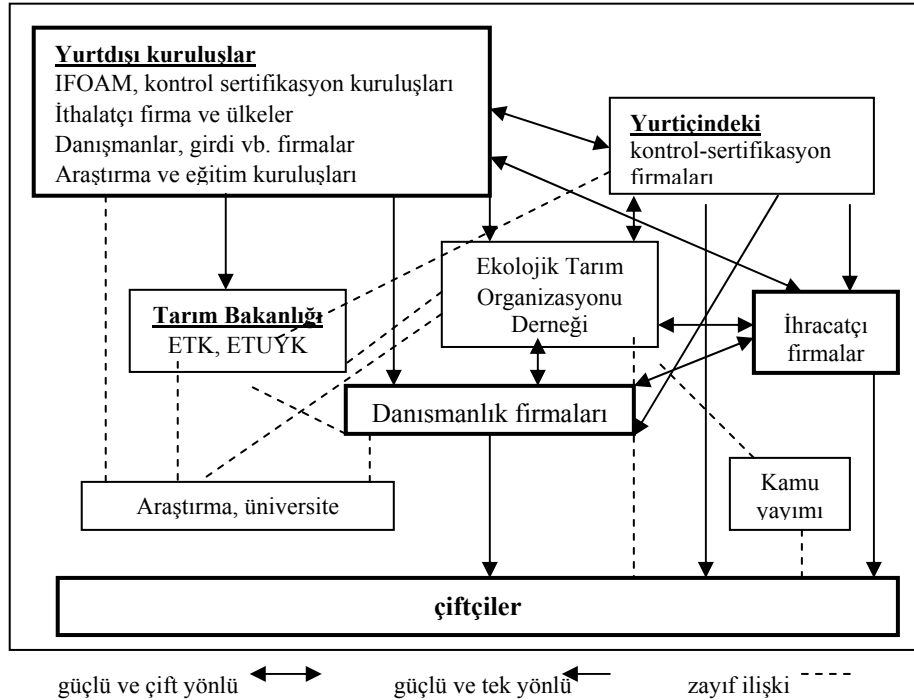 Yurtdışı kuruluşlar
IFOAM, kontrol sertifikasyon kuruluşları
İthalatçı firma ve ülkeler
Danışmanlar, girdi vb. firmalar
Araştırma ve eğitim kuruluşları
Yurtiçindeki
kontrol-sertifikasyon
firmaları
Ekolojik Tarım
Organizasyonu
Derneği
Tarım Bakanlığı
ETK, ETUYK
İhracatçı
firmalar
Danısmanlık firmaları
Araştırma, üniversite
Kamu
yayımı
çiftçiler
güçlü ve çift yönlü
güçlü ve tek yönlü
zayıf ilişki